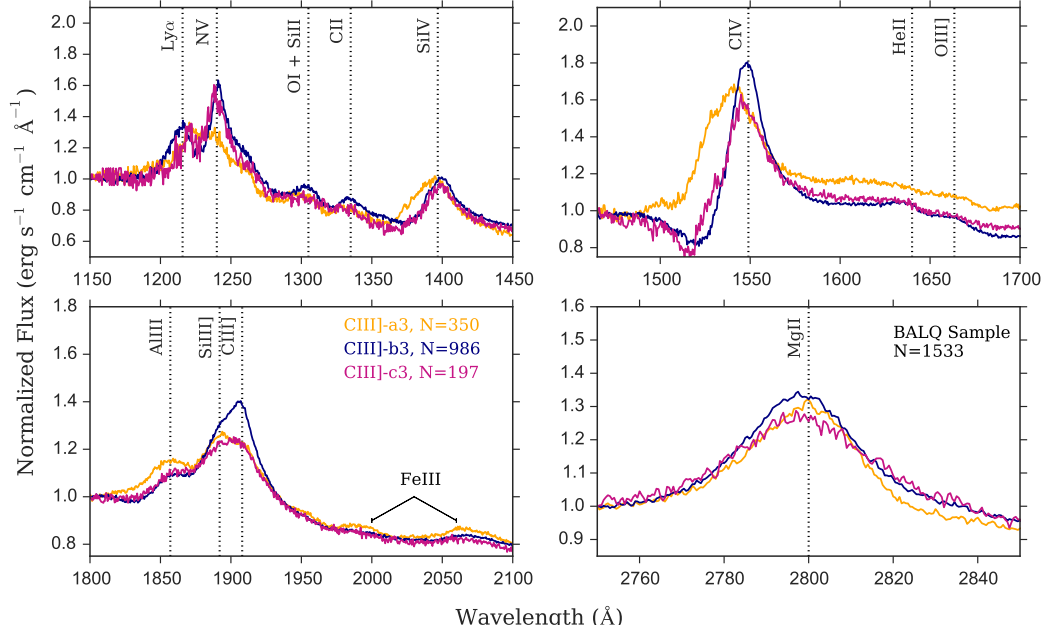 Normalized Flux (erg s⁻¹ cm⁻¹ Å⁻¹ )
2.0
1.8
1.6
1.4
1.2
1.0
0.8
0.6
Lyα
NV
OI + SiII
CII
SiIV
1150 1200 1250 1300 1350 1400 1450
2.0
1.8
1.6
1.4
1.2
1.0
0.8
CIV
HeII
OIII]
1500 1550 1600 1650 1700
1.8
1.6
1.4
1.2
1.0
0.8
AlIII
SiIII]
CIII]
CIII]-a3, N=350
CIII]-b3, N=986
CIII]-c3, N=197
FeIII
1800 1850 1900 1950 2000 2050 2100
1.6
1.5
1.4
1.3
1.2
1.1
1.0
0.9
MgII
BALQ Sample
N=1533
2760 2780 2800 2820 2840
Wavelength (Å)